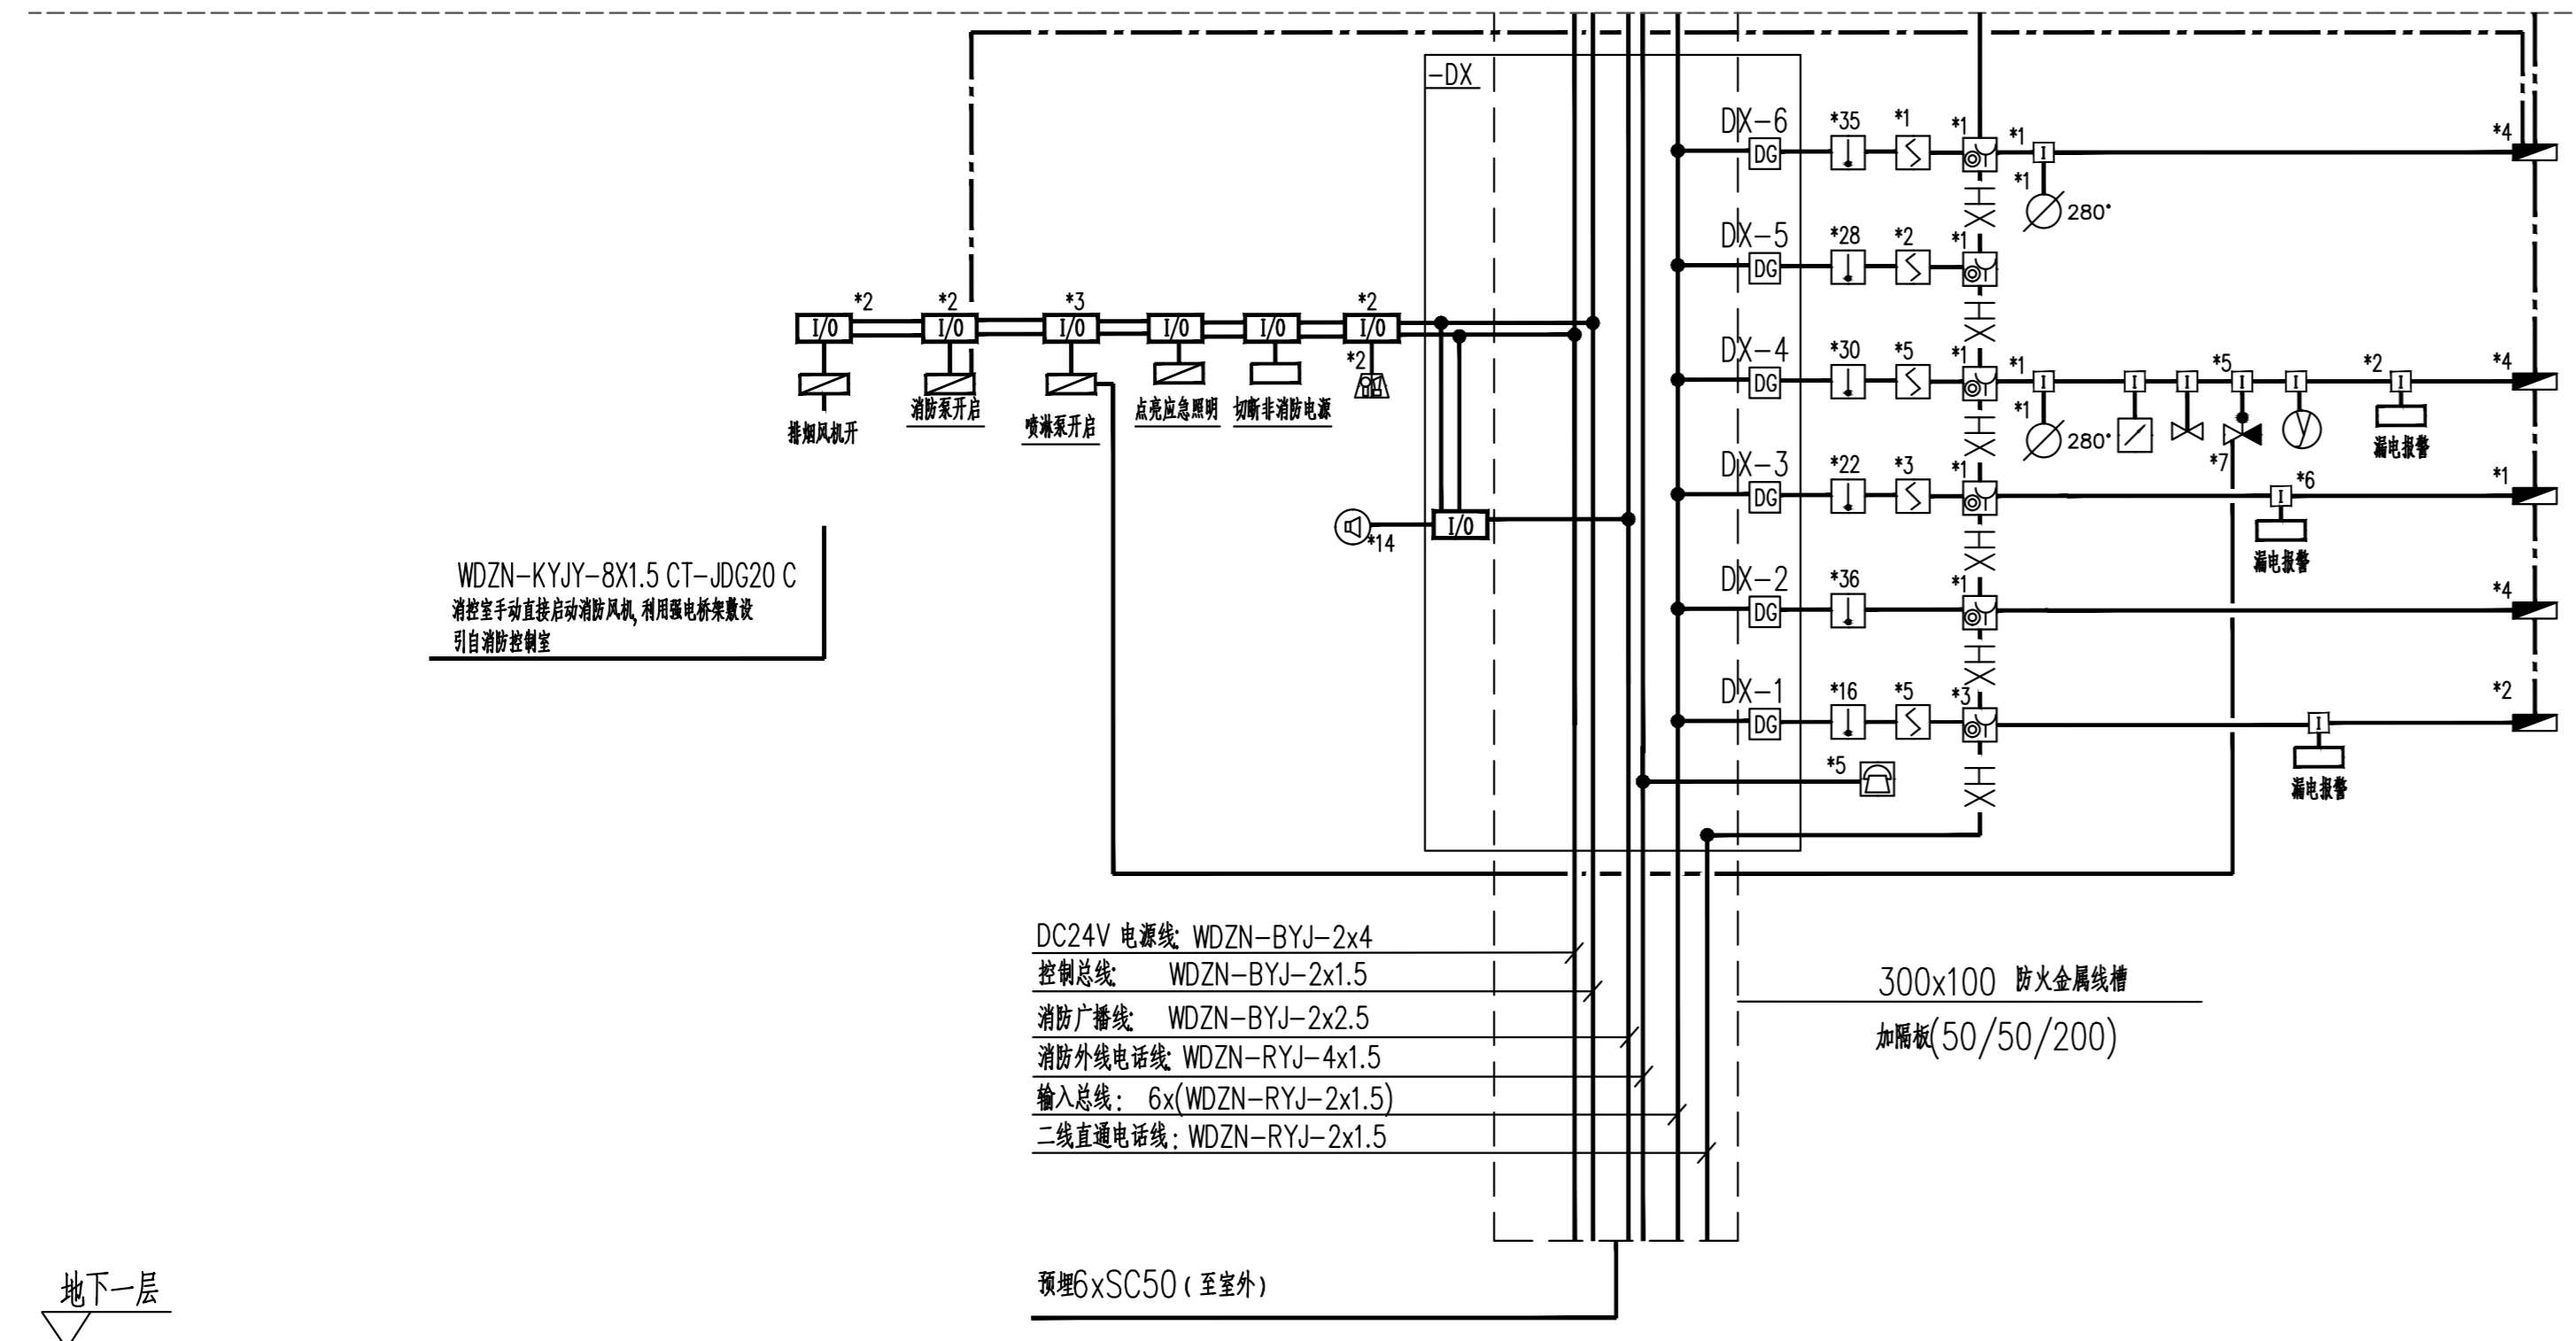 -DX
DX-6
*35
*1
*1
*1
*4
DG
I
*1
280°
DX-5
*28
*2
*1
DG
*2
*2
*3
*2
I/O
I/O
I/O
I/O
I/O
I/O
*2
排烟风机开
消防泵开启
喷淋泵开启
点亮应急照明
切断非消防电源
DX-4
*30
*5
*1
*1
*5
*2
*4
DG
I
I
I
I
I
I
*1
280°
*7
漏电报警
DX-3
*22
*3
*1
*6
*1
DG
I
漏电报警
I/O
*14
DX-2
*36
*1
*4
DG
DX-1
*16
*5
*3
*2
DG
I
漏电报警
*5
WDZN-KYJY-8X1.5 CT-JDG20 C
消控室手动直接启动消防风机,利用强电桥架敷设
引自消防控制室
DC24V 电源线: WDZN-BYJ-2x4
控制总线: WDZN-BYJ-2x1.5
消防广播线: WDZN-BYJ-2x2.5
消防外线电话线: WDZN-RYJ-4x1.5
输入总线: 6x(WDZN-RYJ-2x1.5)
二线直通电话线: WDZN-RYJ-2x1.5
300x100 防火金属线槽
加隔板(50/50/200)
预埋6xSC50(至室外)
地下一层